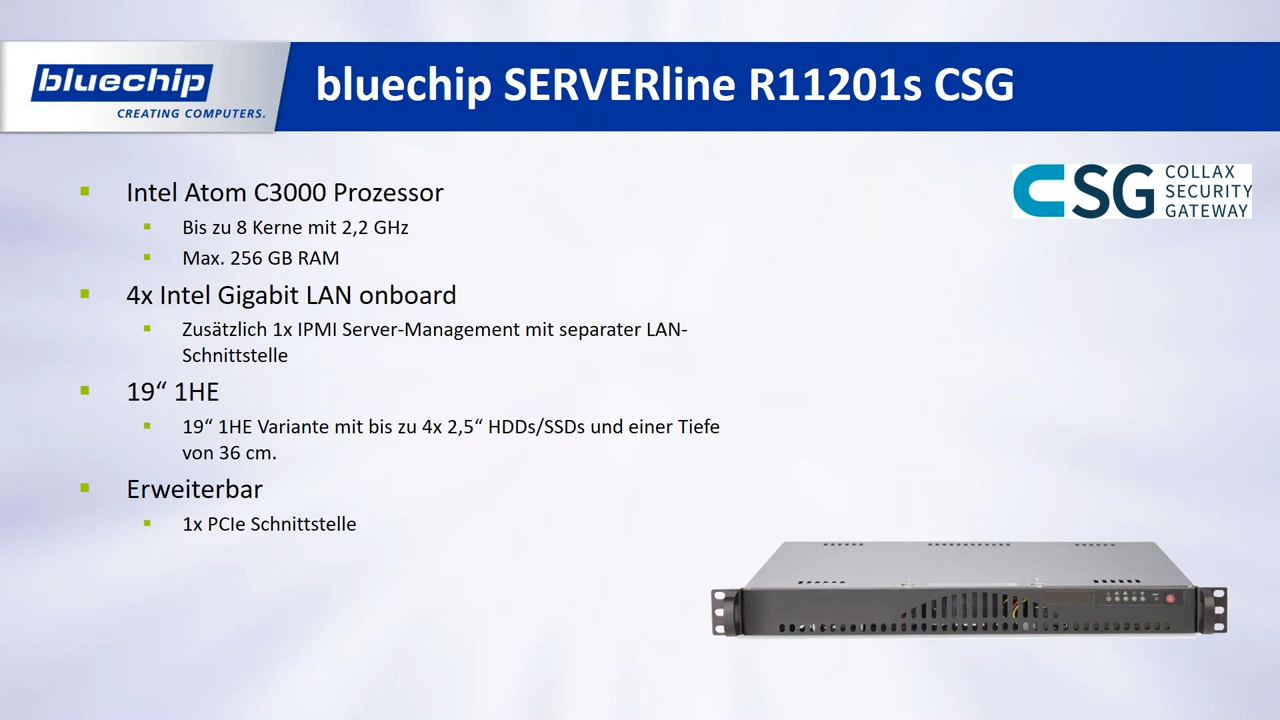 bluechip
CREATING COMPUTERS.
bluechip SERVERline R11201s CSG
CSG
COLLAX
SECURITY
GATEWAY
Intel Atom C3000 Prozessor
Bis zu 8 Kerne mit 2,2 GHz
Max. 256 GB RAM
4x Intel Gigabit LAN onboard
Zusätzlich 1x IPMI Server-Management mit separater LAN-
Schnittstelle
19“ 1HE
19“ 1HE Variante mit bis zu 4x 2,5“ HDDs/SSDs und einer Tiefe
von 36 cm.
Erweiterbar
1x PCIe Schnittstelle